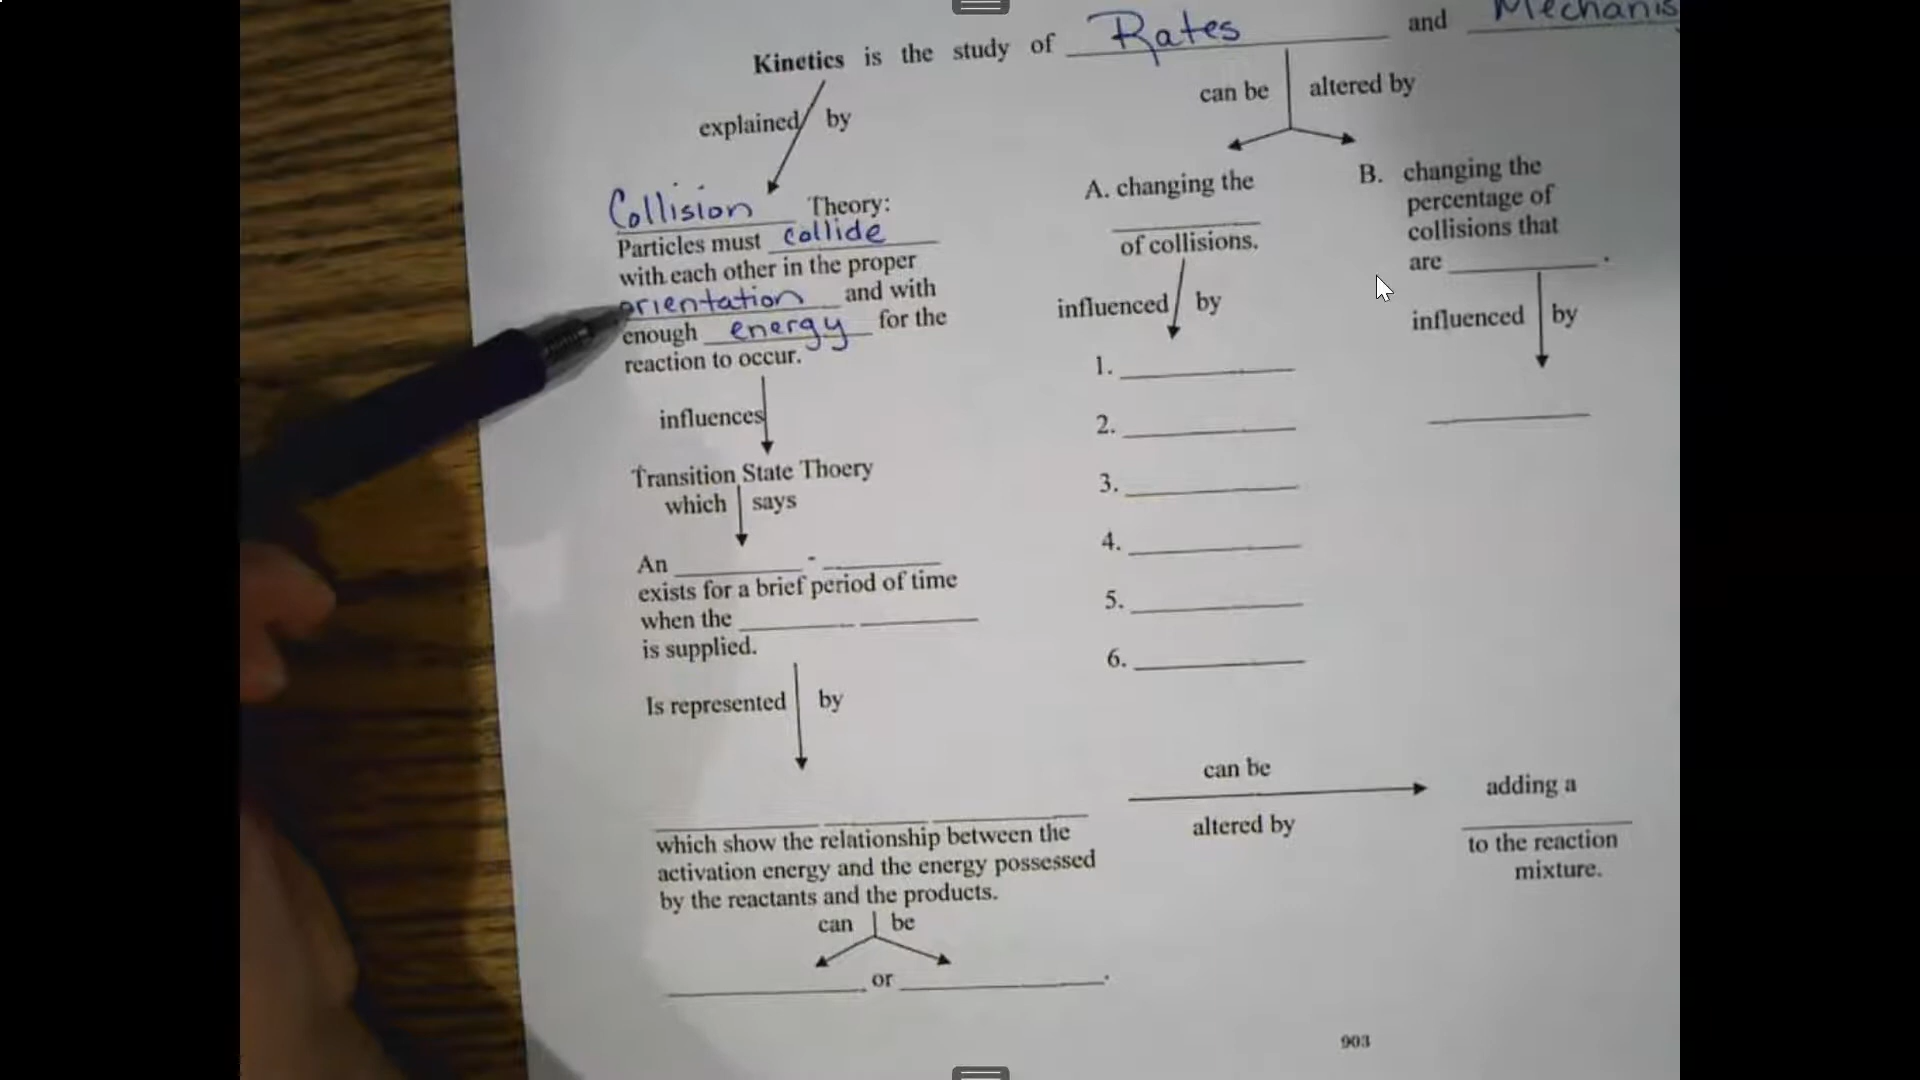 Kinetics is the study of Rates and Mechanis
can be altered by
explained by
A. changing the
of collisions.
B. changing the
percentage of
collisions that
are .
Collision Theory:
Particles must collide
with each other in the proper
orientation and with
enough energy for the
reaction to occur.
influenced by
influenced by
1.
2.
3.
4.
5.
6.
influences
Transition State Thoery
which says
An -
exists for a brief period of time
when the
is supplied.
Is represented by
which show the relationship between the
activation energy and the energy possessed
by the reactants and the products.
can be
or .
can be
altered by
adding a
to the reaction
mixture.
903